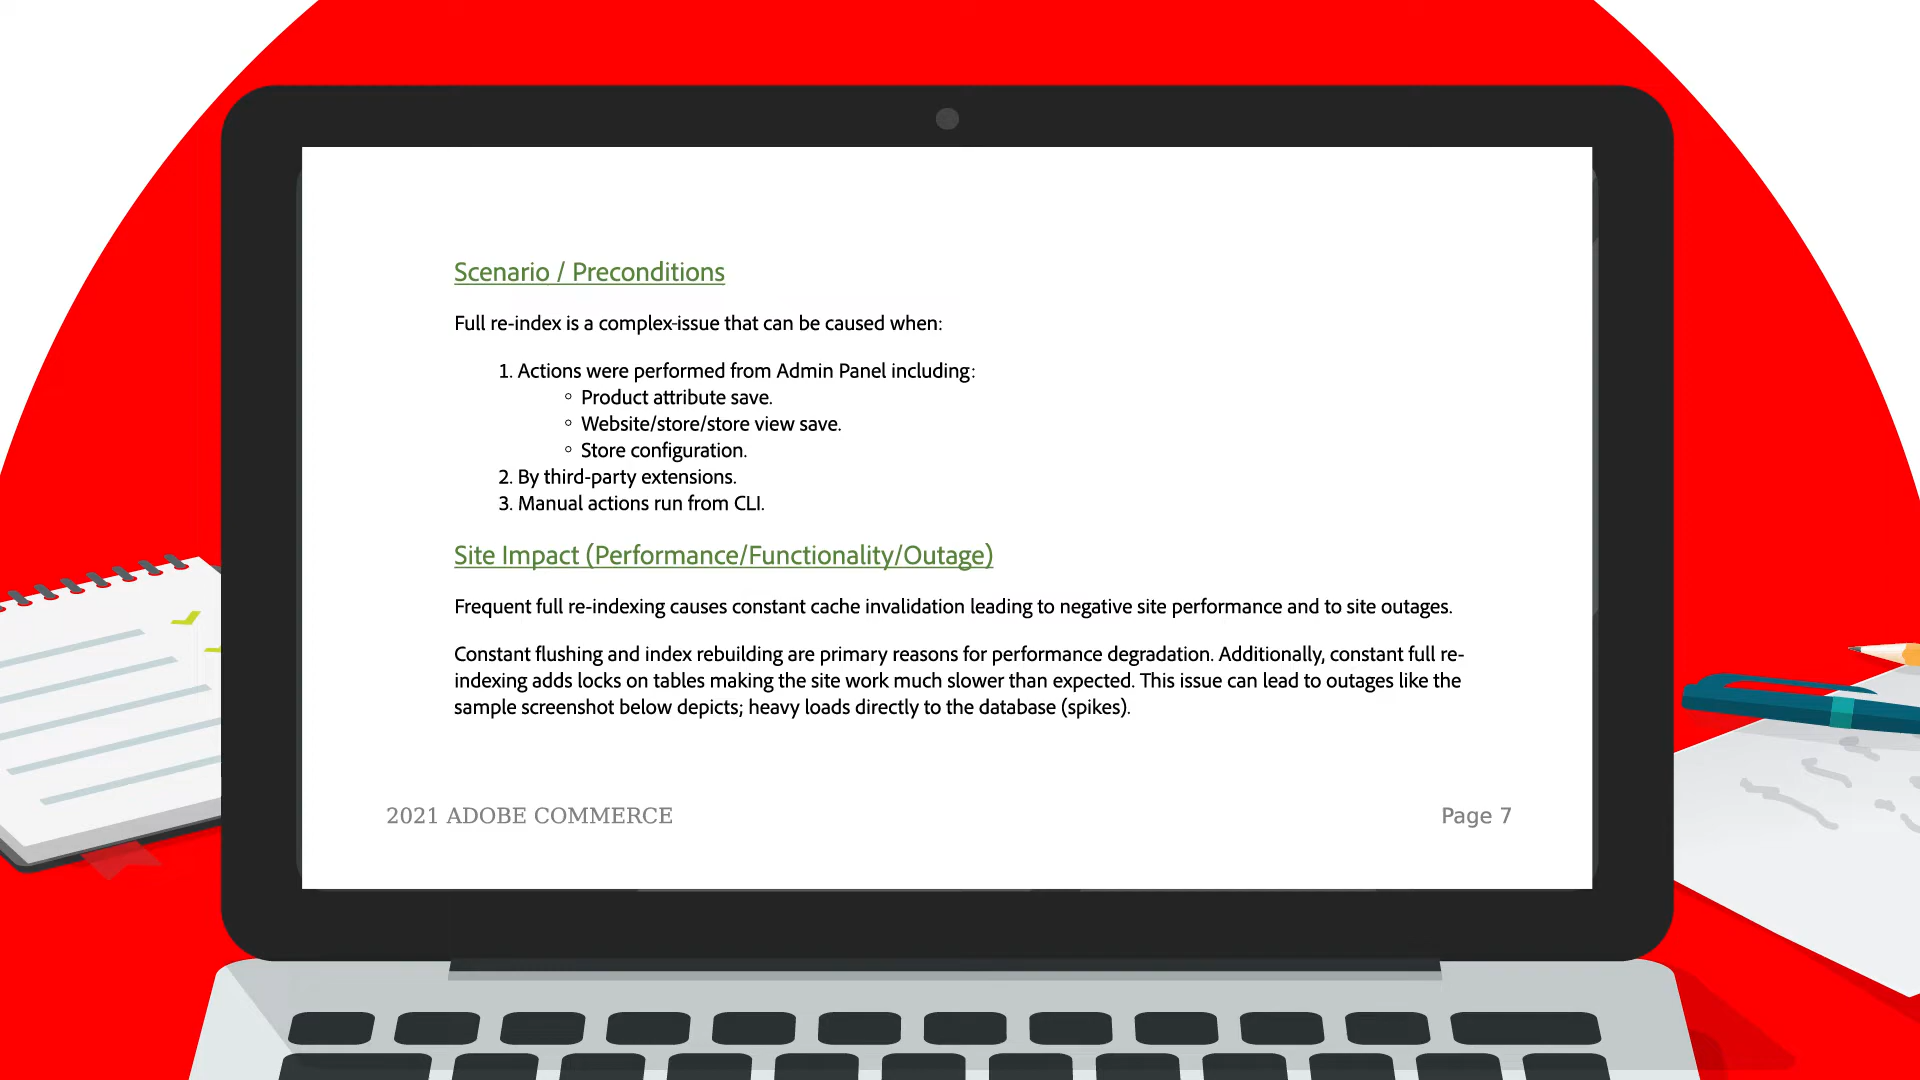 Scenario / Preconditions
Full re-index is a complex-issue that can be caused when:
1. Actions were performed from Admin Panel including:
◦ Product attribute save.
◦ Website/store/store view save.
◦ Store configuration.
2. By third-party extensions.
3. Manual actions run from CLI.
Site Impact (Performance/Functionality/Outage)
Frequent full re-indexing causes constant cache invalidation leading to negative site performance and to site outages.
Constant flushing and index rebuilding are primary reasons for performance degradation. Additionally, constant full re-
indexing adds locks on tables making the site work much slower than expected. This issue can lead to outages like the
sample screenshot below depicts; heavy loads directly to the database (spikes).
2021 ADOBE COMMERCE
Page 7